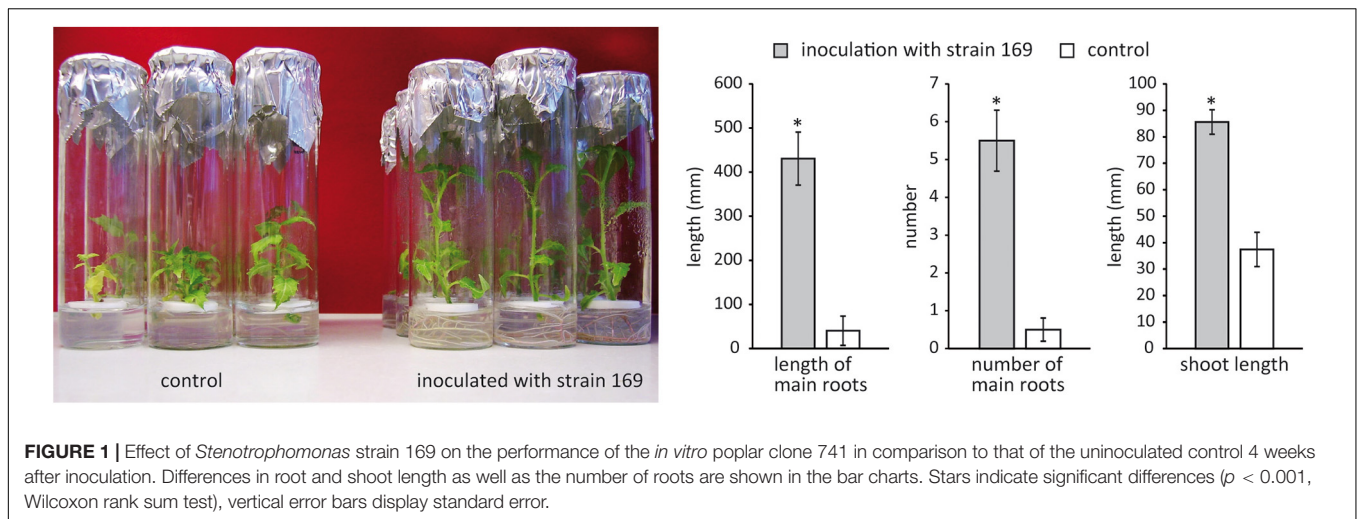 control
inoculated with strain 169
inoculation with strain 169 control
length (mm)
600
500
400
300
200
100
0
*
length of
main roots
number
7
6
5
4
3
2
1
0
*
number of
main roots
length (mm)
100
90
80
70
60
50
40
30
20
10
0
*
shoot length
FIGURE 1 | Effect of Stenotrophomonas strain 169 on the performance of the in vitro poplar clone 741 in comparison to that of the uninoculated control 4 weeks
after inoculation. Differences in root and shoot length as well as the number of roots are shown in the bar charts. Stars indicate significant differences (p < 0.001,
Wilcoxon rank sum test), vertical error bars display standard error.